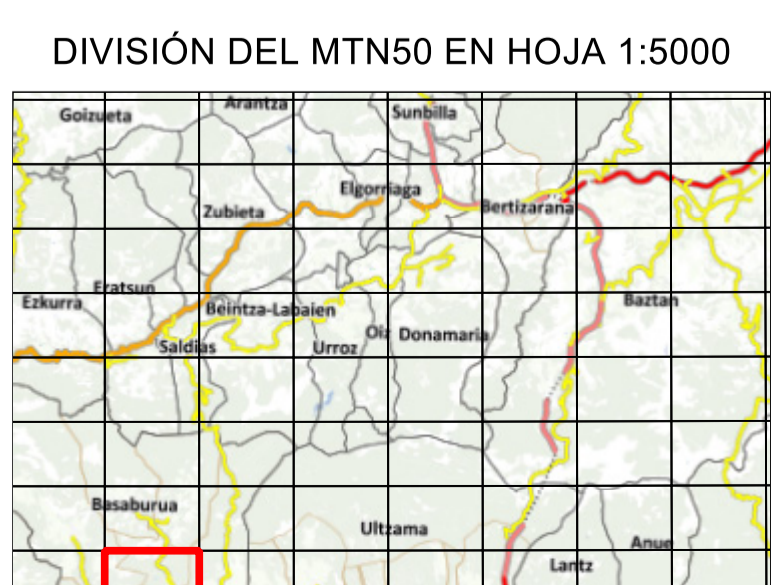 DIVISIÓN DEL MTN50 EN HOJA 1:5000
Arantza
Goizueta
Sunbilla
Elgorriaga
Zubieta
Bertizarana
Eratsun
Ezkurra
Baztan
Beintza-Labaien
Oiz
Donamaria
Saldias
Urroz
Basaburua
Ultzama
Anue
Lantz